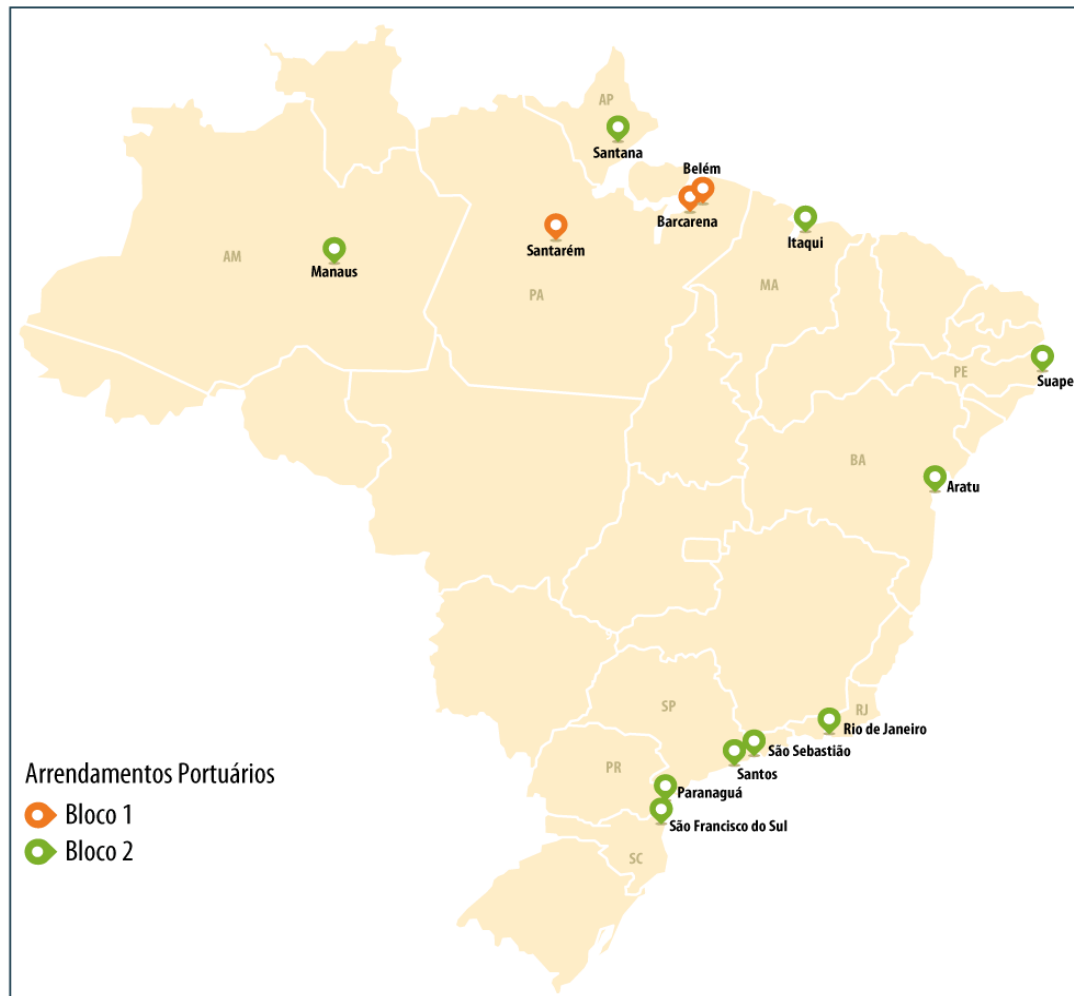 AP
Santana
Belém
Barcarena
Itaqui
Santarém
AM
Manaus
PA
MA
PE
Suape
BA
Aratu
SP
RJ
Rio de Janeiro
São Sebastião
Santos
PR
Paranaguá
São Francisco do Sul
SC
Arrendamentos Portuários
Bloco 1
Bloco 2